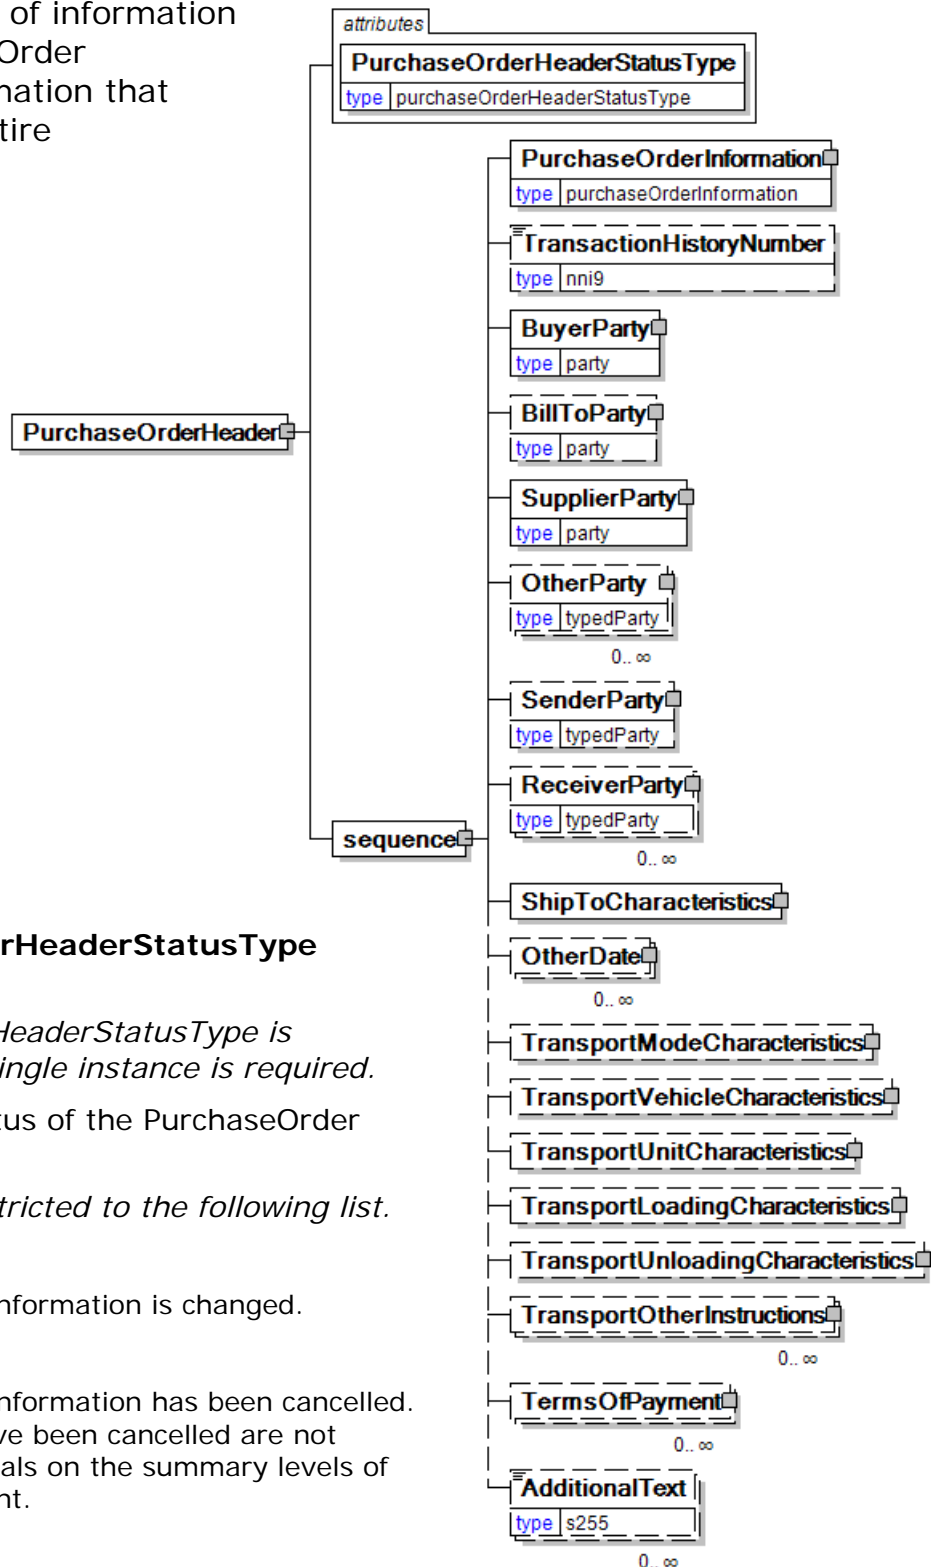 of information
Order
nation that
tire
attributes
PurchaseOrderHeaderStatusType
type purchaseOrderHeaderStatusType
PurchaseOrderInformation
type purchaseOrderInformation
TransactionHistoryNumber
type nni9
BuyerParty
type party
BillToParty
type party
PurchaseOrderHeader
SupplierParty
type party
OtherParty
type typedParty
0..∞
SenderParty
type typedParty
ReceiverParty
type typedParty
0..∞
sequence
ShipToCharacteristics
OtherDate
0..∞
TransportModeCharacteristics
TransportVehicleCharacteristics
TransportUnitCharacteristics
TransportLoadingCharacteristics
TransportUnloadingCharacteristics
TransportOtherInstructions
0..∞
TermsOfPayment
0..∞
AdditionalText
type s255
0..∞
rHeaderStatusType
HeaderStatusType is
ingle instance is required.
tus of the PurchaseOrder
tricted to the following list.
nformation is changed.
nformation has been cancelled.
ve been cancelled are not
als on the summary levels of
nt.